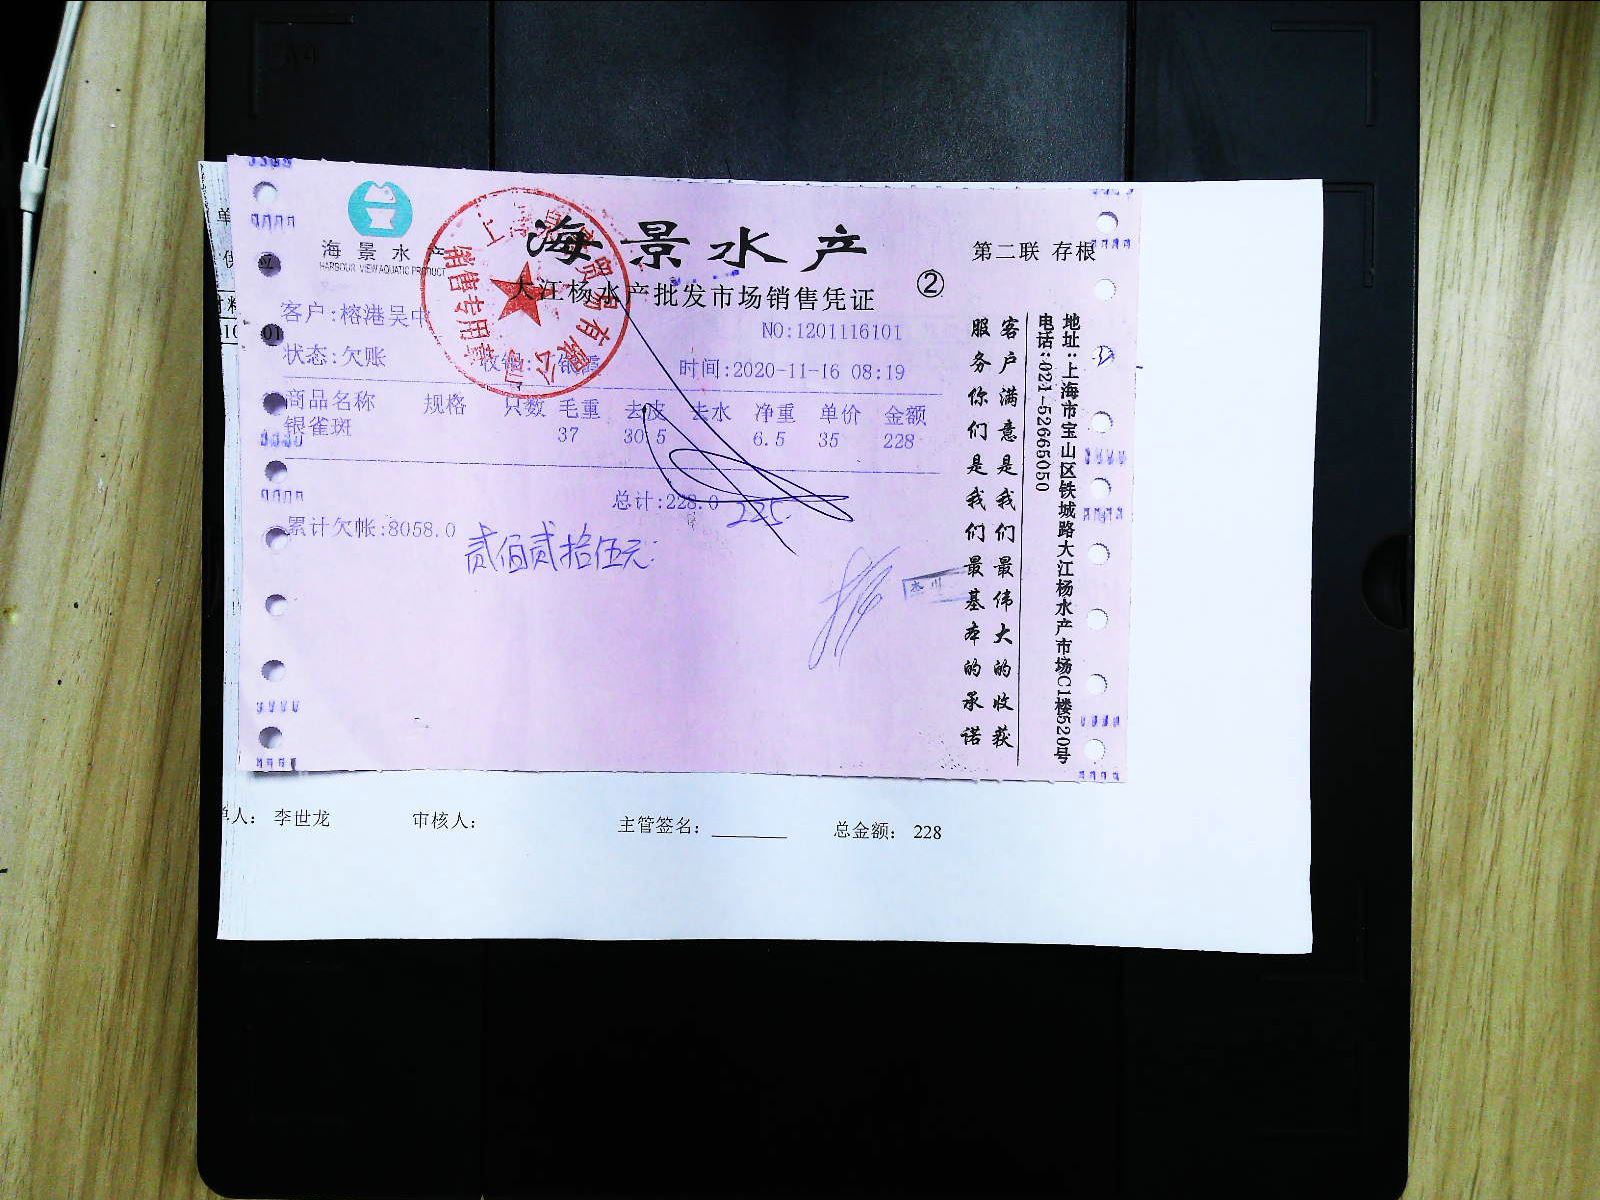 海景水产
HARBOUR VIEW AQUATIC PRODUCT
海景水产
第二联 存根
大江杨水产批发市场销售凭证
②
客户:榕港吴中
NO:1201116101
状态:欠账
时间:2020-11-16 08:19
商品名称 规格 只数 毛重 去皮 去水 净重 单价 金额
银雀斑 37 30.5 6.5 35 228
总计:228.0
225.
累计欠帐:8058.0
贰佰贰拾伍元
销售专用章
客户满意是我们最伟大的收获
服务你们是我们最基本的承诺
地址:上海市宝山区铁城路大江杨水产市场C1楼520号
电话:021-52665050
单人: 李世龙 审核人: 主管签名: 总金额: 228